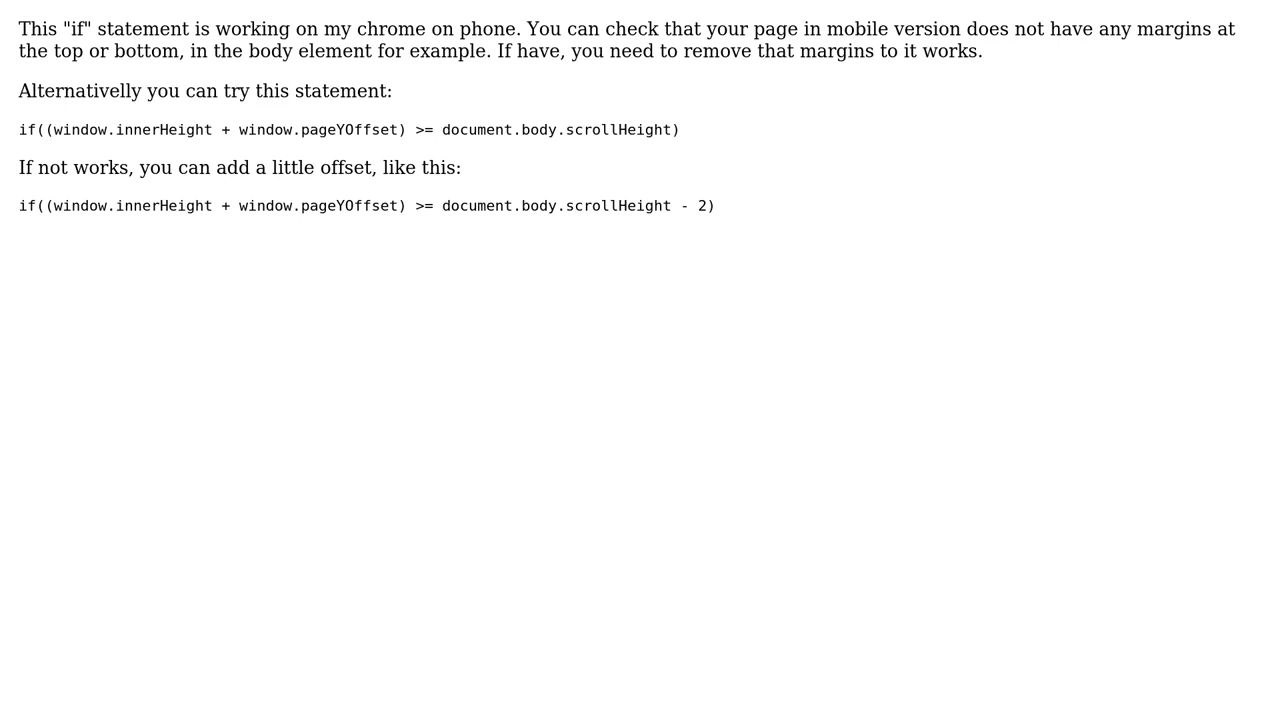 This "if" statement is working on my chrome on phone. You can check that your page in mobile version does not have any margins at
the top or bottom, in the body element for example. If have, you need to remove that margins to it works.
Alternativelly you can try this statement:
if((window.innerHeight + window.pageYOffset) >= document.body.scrollHeight)
If not works, you can add a little offset, like this:
if((window.innerHeight + window.pageYOffset) >= document.body.scrollHeight - 2)